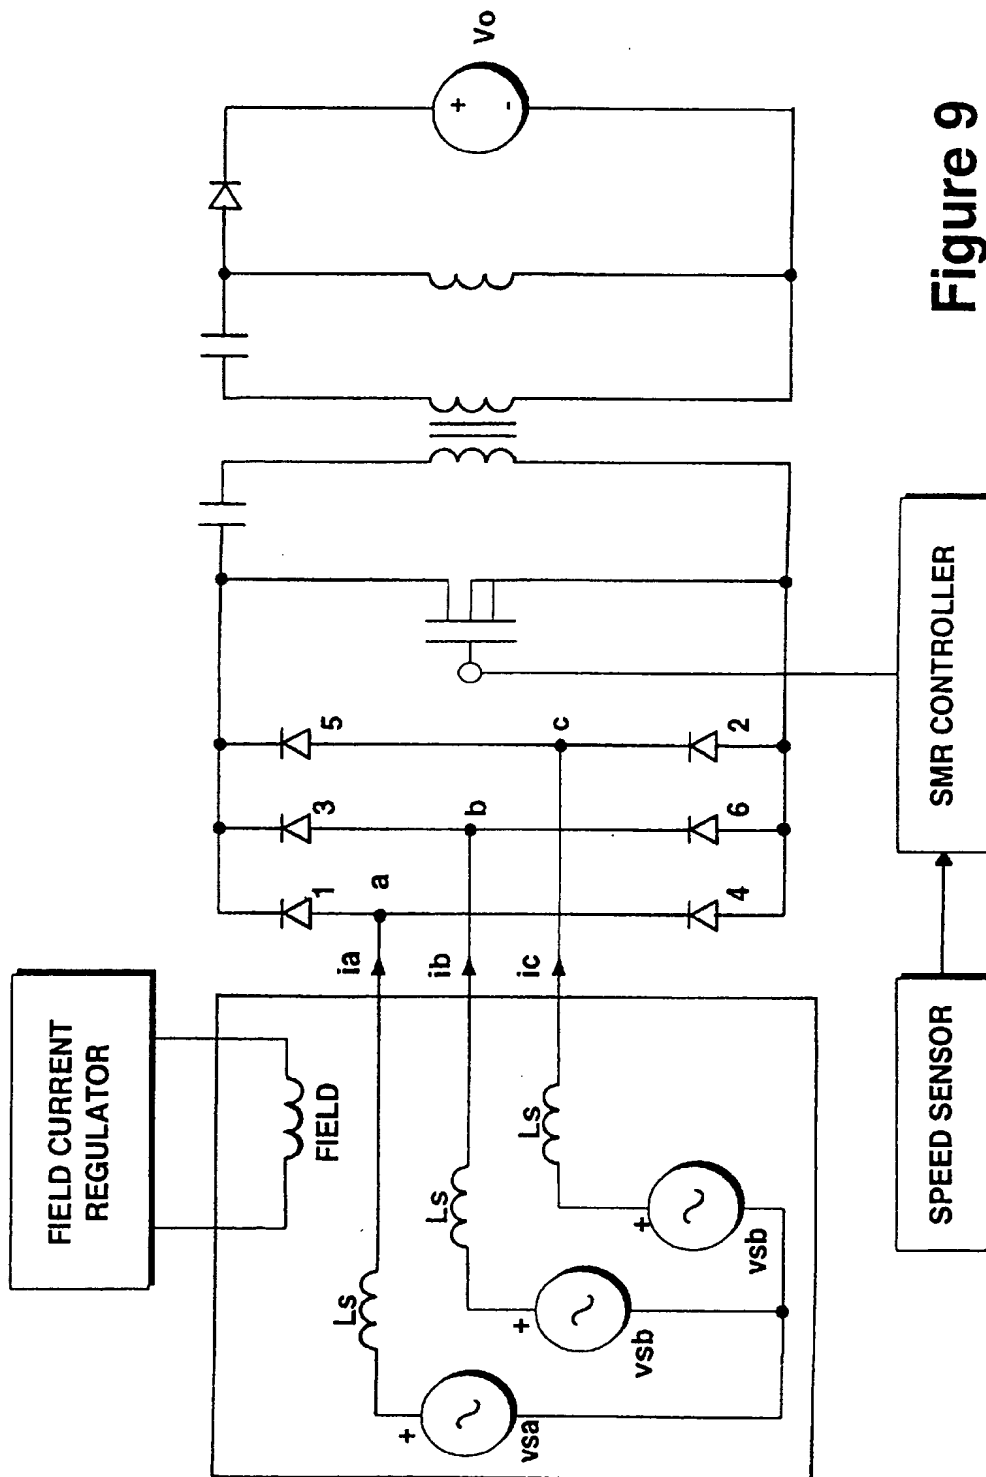 FIELD CURRENT
REGULATOR
FIELD
Ls
Ls
Ls
+
vsa
+
vsb
+
vsb
ia
ib
ic
a
b
c
1
3
5
4
6
2
+
-
Vo
SPEED SENSOR
SMR CONTROLLER
Figure 9